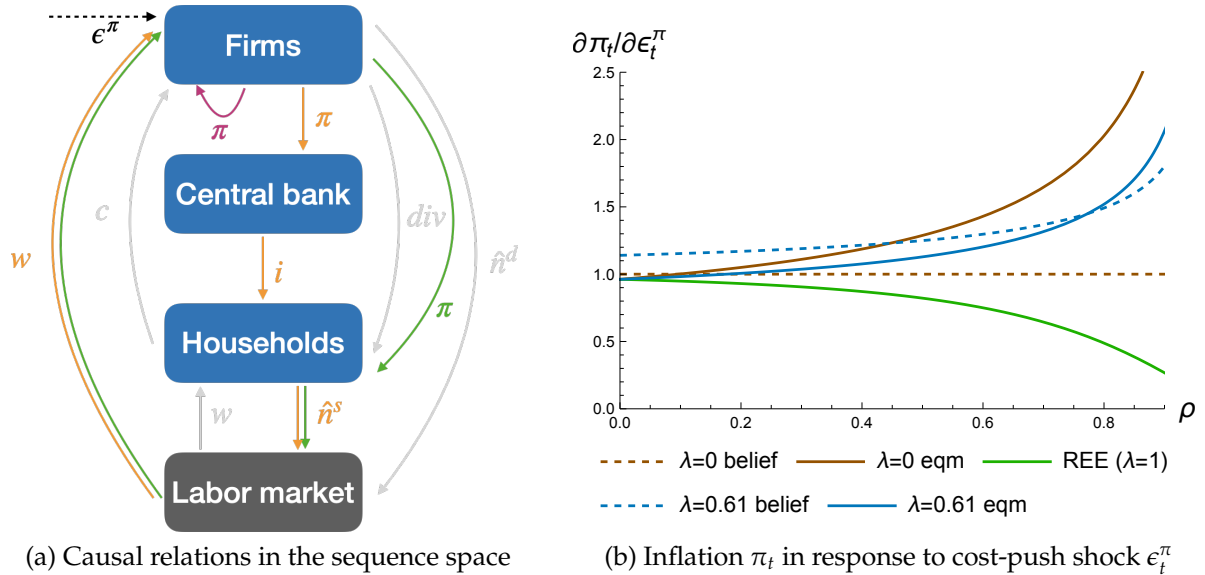 ϵ^π
Firms
π
π
Central bank
c
div
w
n̂^d
i
π
Households
w
n̂^s
Labor market
(a) Causal relations in the sequence space
∂π_t/∂ϵ_t^π
2.5
2.0
1.5
1.0
0.5
0.0
0.0 0.2 0.4 0.6 0.8
ρ
λ=0 belief λ=0 eqm REE (λ=1)
λ=0.61 belief λ=0.61 eqm
(b) Inflation π_t in response to cost-push shock ϵ_t^π